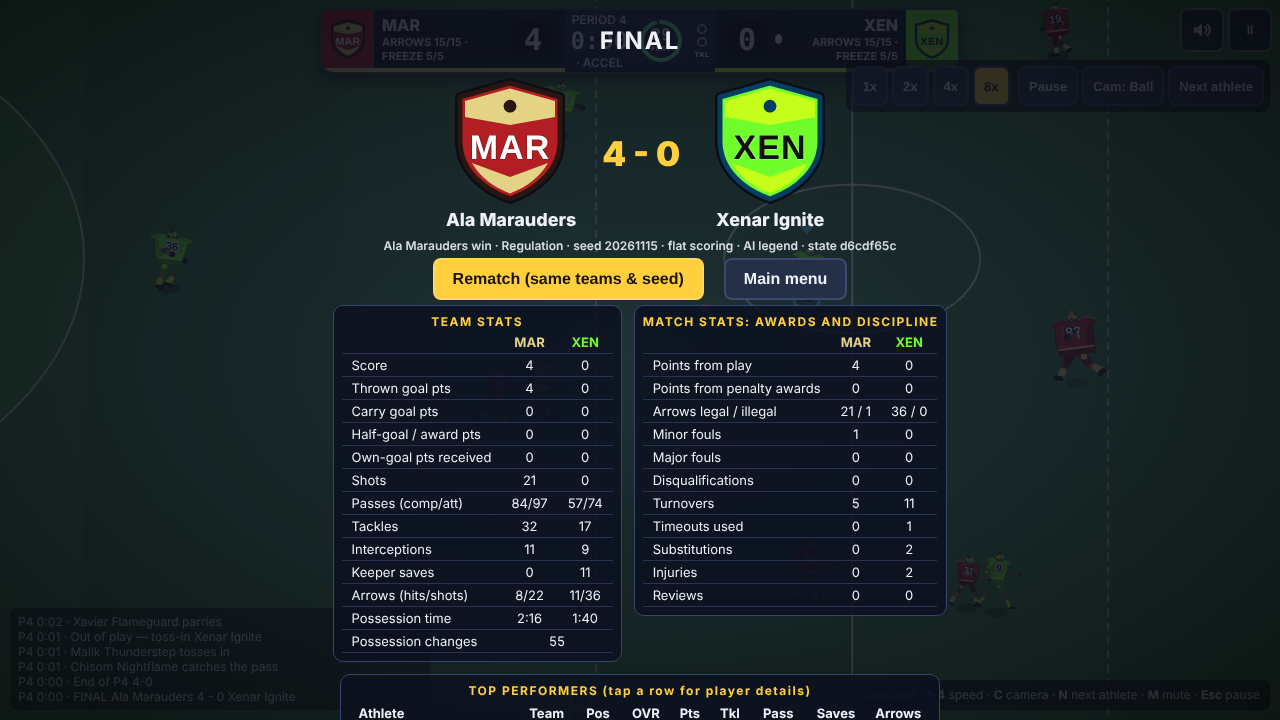 MAR
MAR
ARROWS 15/15 ·
FREEZE 5/5
4
PERIOD 4
· ACCEL
FINAL
0
TKL
XEN
ARROWS 15/15 ·
FREEZE 5/5
XEN
19
1x 2x 4x 8x Pause Cam: Ball Next athlete
MAR
4 - 0
XEN
Ala Marauders
Xenar Ignite
Ala Marauders win · Regulation · seed 20261115 · flat scoring · AI legend · state d6cdf65c
Rematch (same teams & seed)
Main menu
36
TEAM STATS
MAR XEN
Score 4 0
Thrown goal pts 4 0
Carry goal pts 0 0
Half-goal / award pts 0 0
Own-goal pts received 0 0
Shots 21 0
Passes (comp/att) 84/97 57/74
Tackles 32 17
Interceptions 11 9
Keeper saves 0 11
Arrows (hits/shots) 8/22 11/36
Possession time 2:16 1:40
Possession changes 55
MATCH STATS: AWARDS AND DISCIPLINE
MAR XEN
Points from play 4 0
Points from penalty awards 0 0
Arrows legal / illegal 21 / 1 36 / 0
Minor fouls 1 0
Major fouls 0 0
Disqualifications 0 0
Turnovers 5 11
Timeouts used 0 1
Substitutions 0 2
Injuries 0 2
Reviews 0 0
9
P4 0:02 · Xavier Flameguard parries
P4 0:01 · Out of play — toss-in Xenar Ignite
P4 0:01 · Malik Thunderstep tosses in
P4 0:01 · Chisom Nightflame catches the pass
P4 0:00 · End of P4 4-0
P4 0:00 · FINAL Ala Marauders 4 - 0 Xenar Ignite
TOP PERFORMERS (tap a row for player details)
Athlete Team Pos OVR Pts Tkl Pass Saves Arrows
4 speed · C camera · N next athlete · M mute · Esc pause